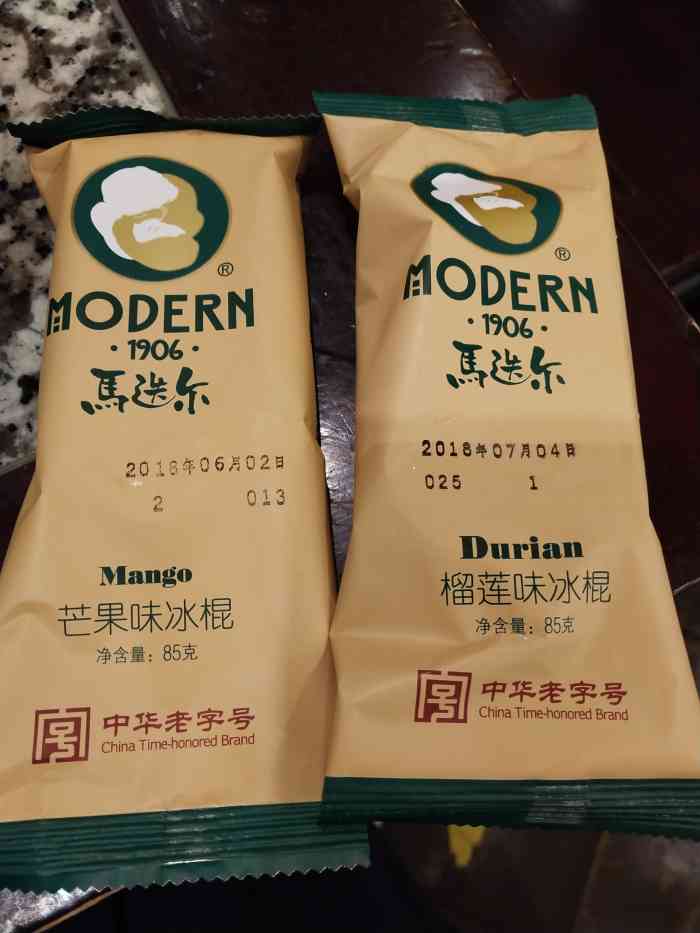 ®
MODERN
·1906·
馬迭尔
2018年06月02日
2 013
Mango
芒果味冰棍
净含量：85克
中华老字号
China Time-honored Brand
®
MODERN
·1906·
馬迭尔
2018年07月04日
025 1
Durian
榴莲味冰棍
净含量：85克
中华老字号
China Time-honored Brand